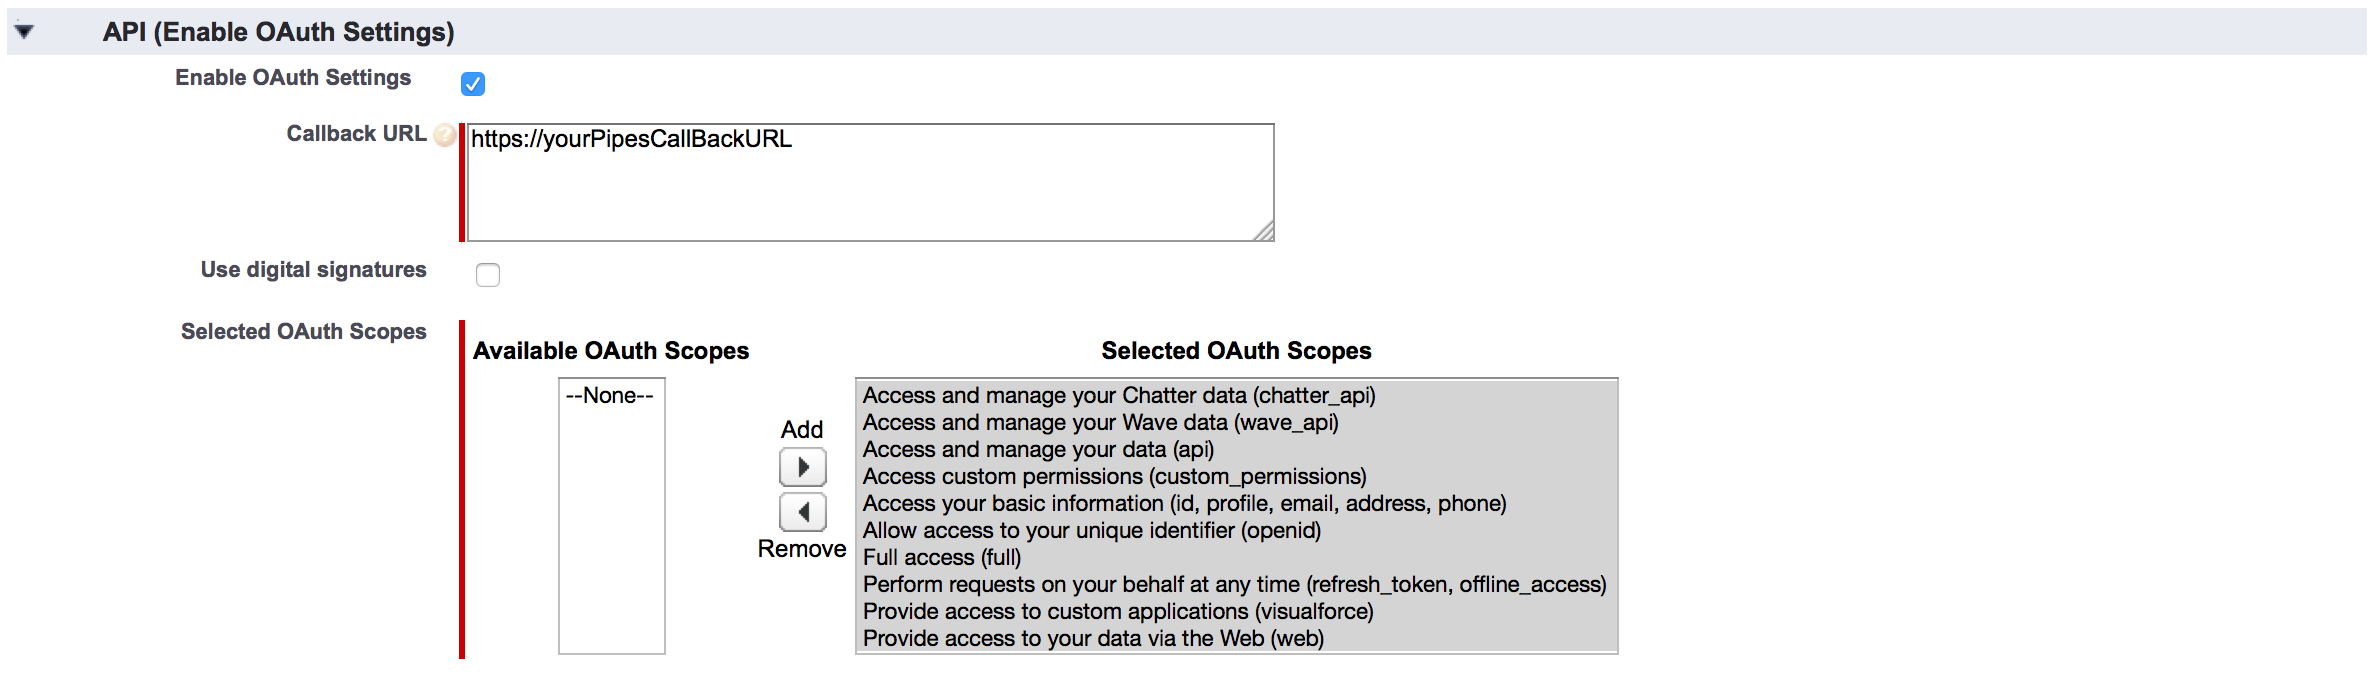 API (Enable OAuth Settings)
Enable OAuth Settings
Callback URL ?
https://yourPipesCallBackURL
Use digital signatures
Selected OAuth Scopes
Available OAuth Scopes
--None--
Add
Remove
Selected OAuth Scopes
Access and manage your Chatter data (chatter_api)
Access and manage your Wave data (wave_api)
Access and manage your data (api)
Access custom permissions (custom_permissions)
Access your basic information (id, profile, email, address, phone)
Allow access to your unique identifier (openid)
Full access (full)
Perform requests on your behalf at any time (refresh_token, offline_access)
Provide access to custom applications (visualforce)
Provide access to your data via the Web (web)